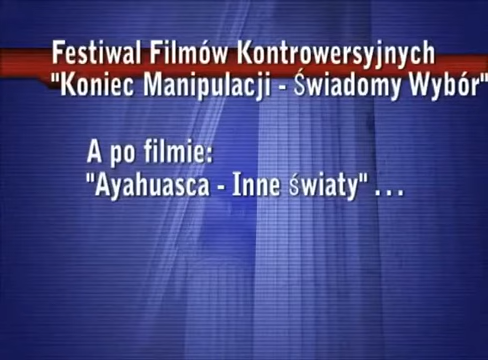 Festiwal Filmów Kontrowersyjnych
"Koniec Manipulacji - Świadomy Wybór"
A po filmie:
"Ayahuasca - Inne światy" ...